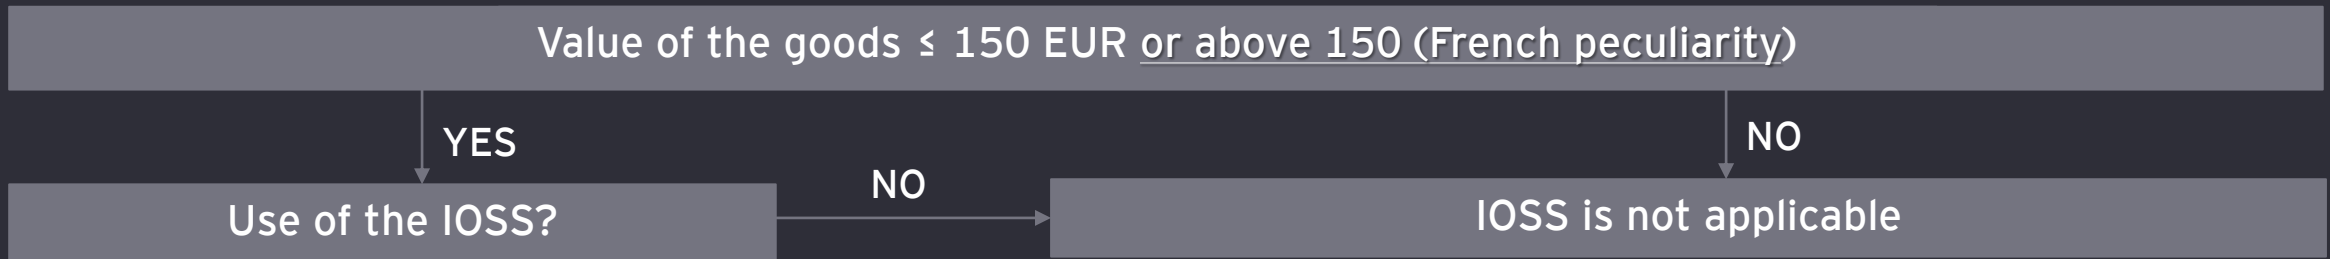 Value of the goods ≤ 150 EUR or above 150 (French peculiarity)
YES
NO
NO
Use of the IOSS?
IOSS is not applicable